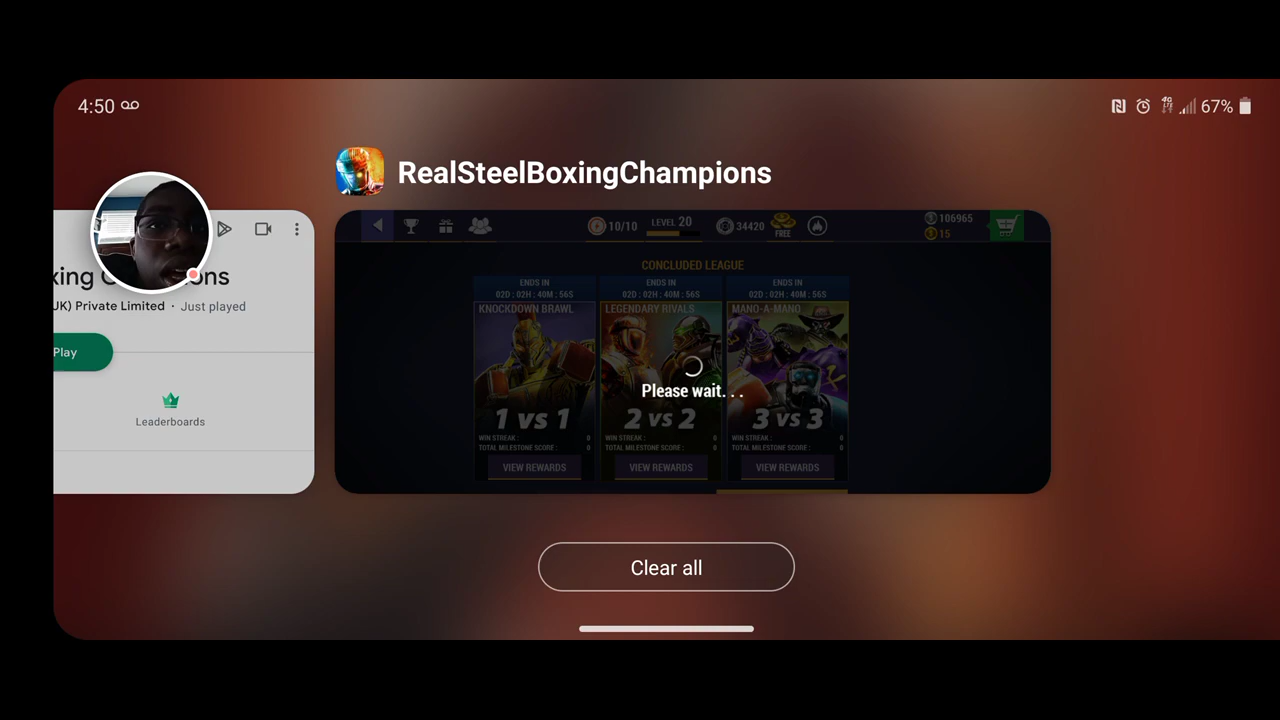 4:50
67%
RealSteelBoxingChampions
10/10
LEVEL 20
34420
FREE
106965
15
CONCLUDED LEAGUE
ENDS IN
02D : 02H : 40M : 56S
KNOCKDOWN BRAWL
1 VS 1
WIN STREAK : 0
TOTAL MILESTONE SCORE : 0
VIEW REWARDS
ENDS IN
02D : 02H : 40M : 56S
LEGENDARY RIVALS
2 VS 2
WIN STREAK : 0
TOTAL MILESTONE SCORE : 0
VIEW REWARDS
ENDS IN
02D : 02H : 40M : 56S
MANO-A-MANO
3 VS 3
WIN STREAK : 0
TOTAL MILESTONE SCORE : 0
VIEW REWARDS
Please wait. . .
xing C ons
UK) Private Limited · Just played
Play
Leaderboards
Clear all